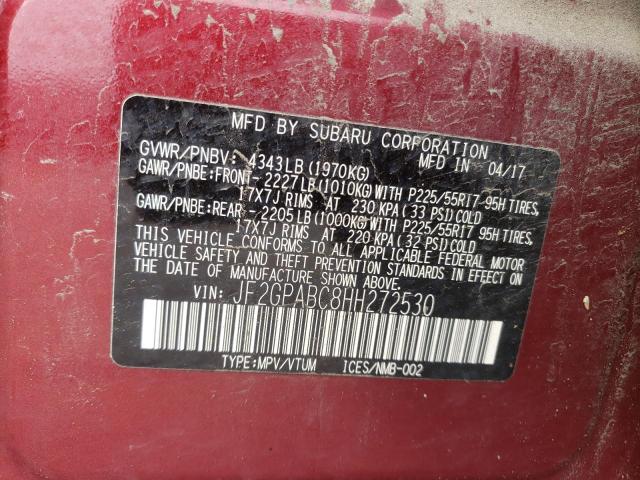 MFD BY SUBARU CORPORATION
GVWR/PNBV: 4343LB(1970KG) MFD IN 04/17
GAWR/PNBE:FRONT-2227LB(1010KG)WITH P225/55R17 95H TIRES,
17X7J RIMS AT 230 KPA(33 PSI)COLD
GAWR/PNBE:REAR -2205LB(1000KG)WITH P225/55R17 95H TIRES,
17X7J RIMS AT 220 KPA(32 PSI)COLD
THIS VEHICLE CONFORMS TO ALL APPLICABLE FEDERAL MOTOR
VEHICLE SAFETY AND THEFT PREVENTION STANDARDS IN EFFECT ON
THE DATE OF MANUFACTURE SHOWN ABOVE.
VIN: JF2GPABC8HH272530
TYPE:MPV/VTUM ICES/NMB-002